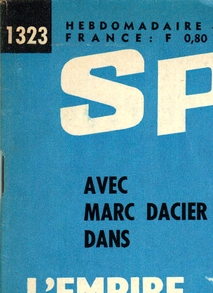 1323
HEBDOMADAIRE
FRANCE: F 0,80
SP
AVEC
MARC DACIER
DANS
L'EMPIRE